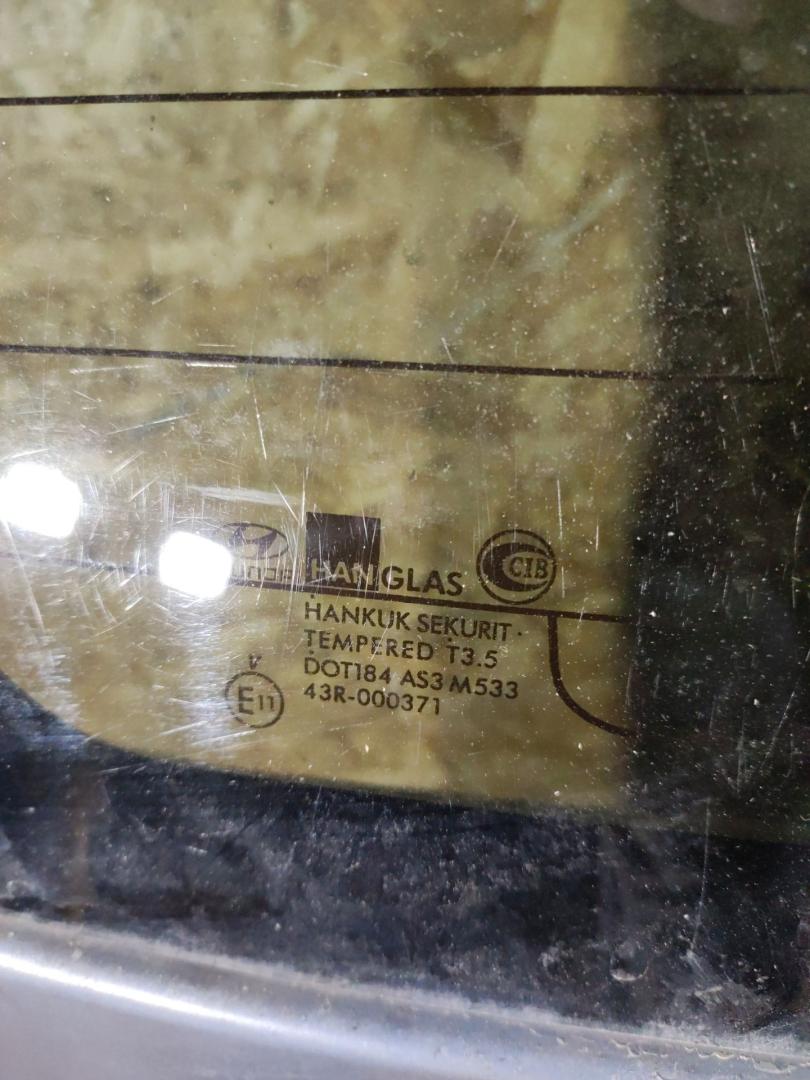 HANGLAS
CIB
HANKUK SEKURIT
TEMPERED T3.5
DOT184 AS3 M533
43R-000371
V
E11